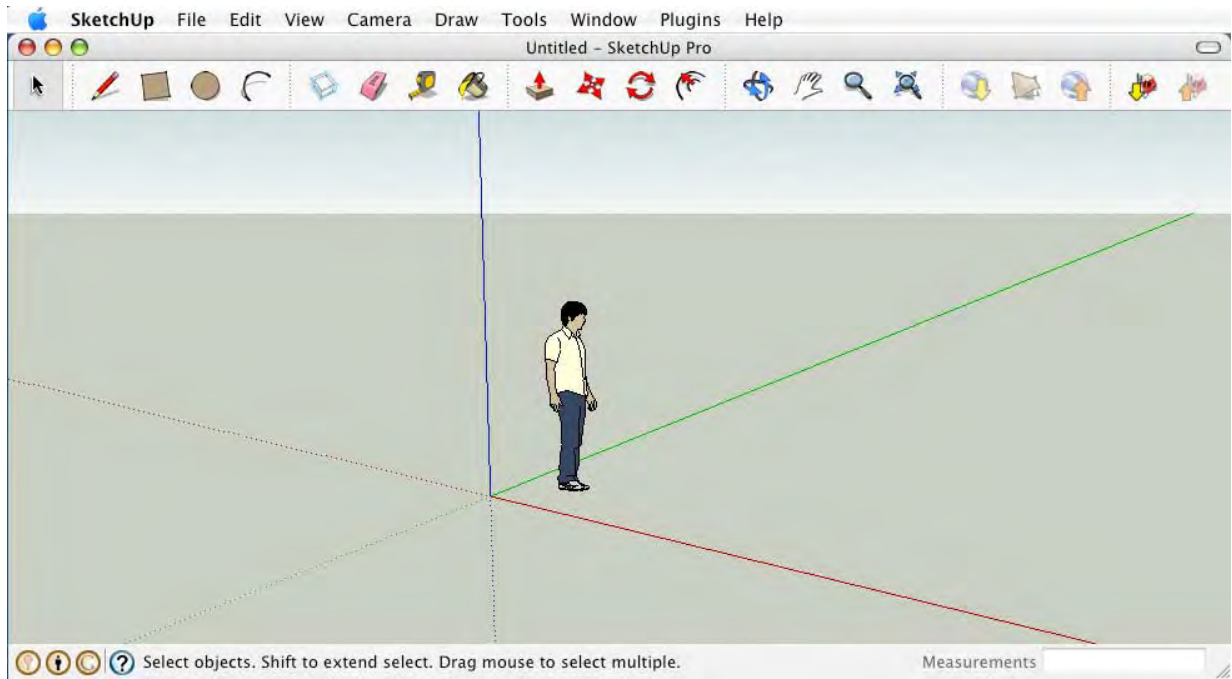 SketchUp File Edit View Camera Draw Tools Window Plugins Help
Untitled – SketchUp Pro
Select objects. Shift to extend select. Drag mouse to select multiple.
Measurements